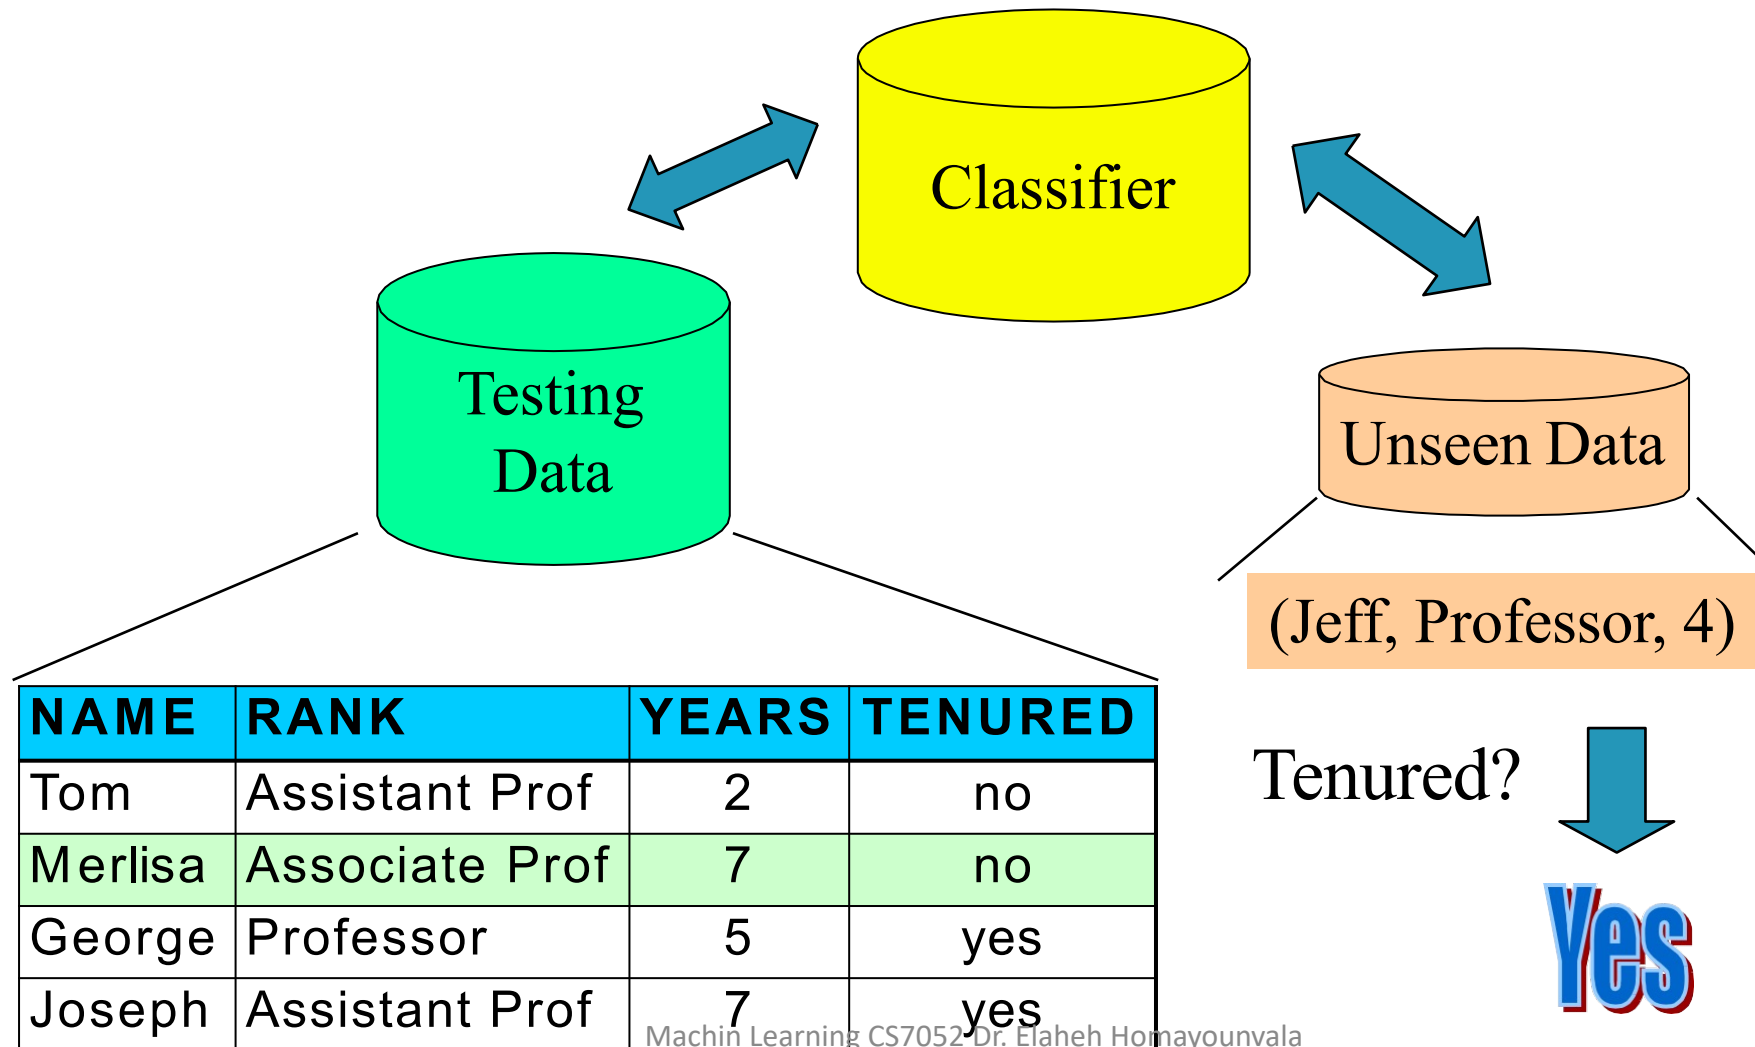 Classifier
Testing
Data
Unseen Data
(Jeff, Professor, 4)
NAME RANK YEARS TENURED
Tom Assistant Prof 2 no
Merlisa Associate Prof 7 no
George Professor 5 yes
Joseph Assistant Prof 7 yes
Tenured?
Yes
Machin Learning CS7052 Dr. Elaheh Homayounvala